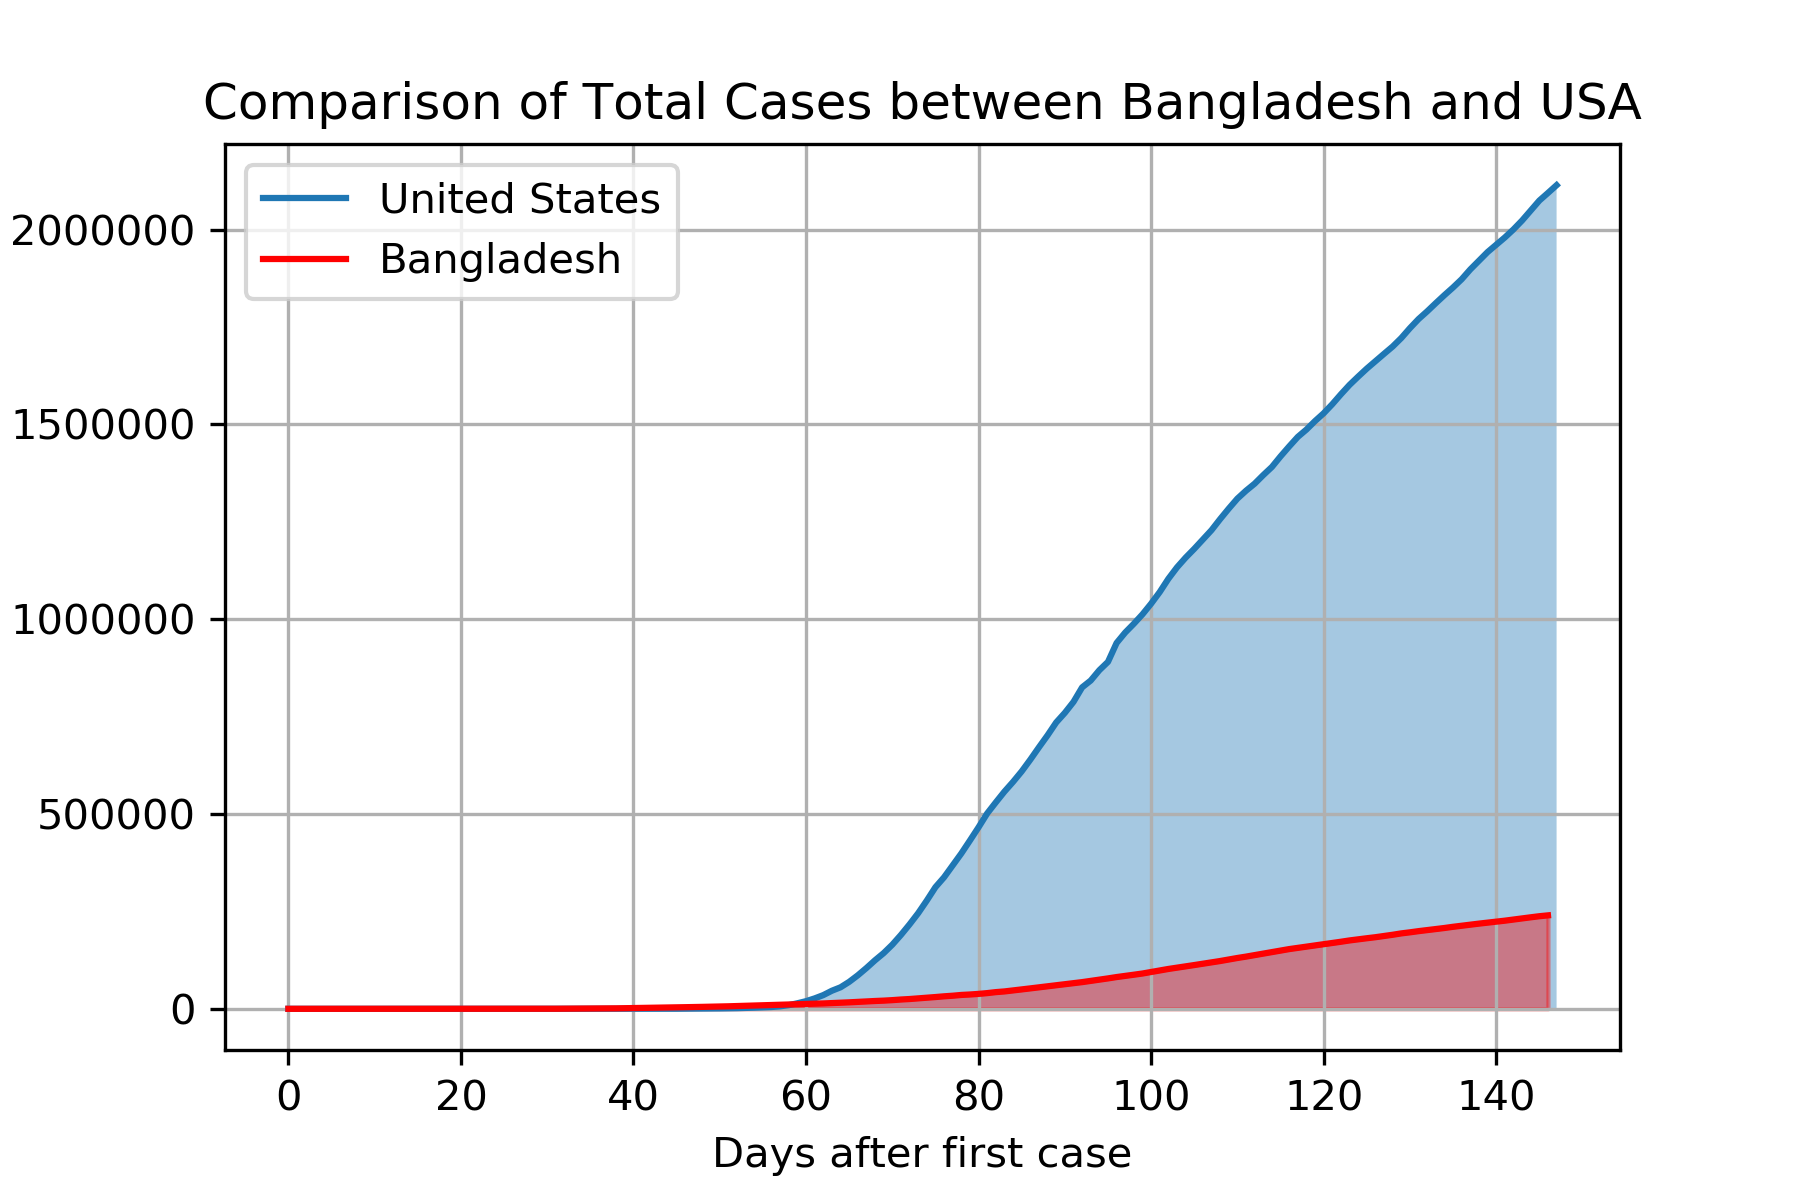 Comparison of Total Cases between Bangladesh and USA
United States
Bangladesh
2000000
1500000
1000000
500000
0
0 20 40 60 80 100 120 140
Days after first case